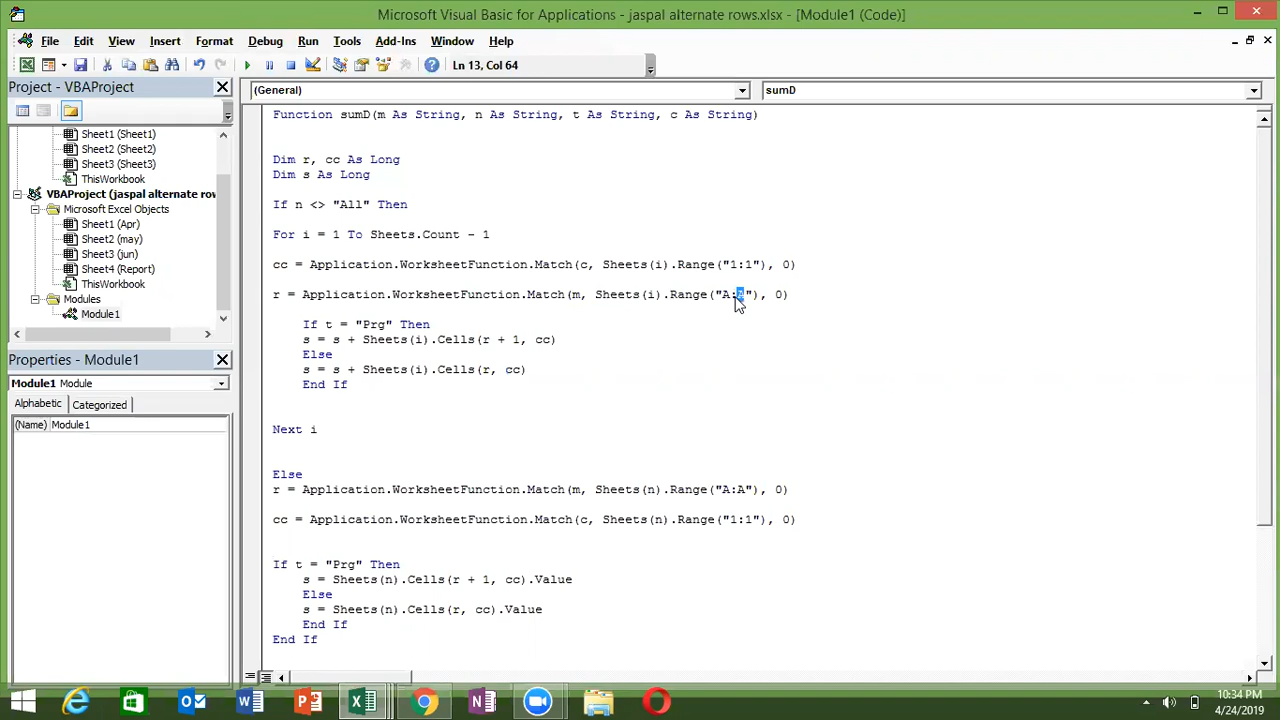 Microsoft Visual Basic for Applications - jaspal alternate rows.xlsx - [Module1 (Code)]
File Edit View Insert Format Debug Run Tools Add-Ins Window Help
Ln 13, Col 64
Project - VBAProject
(General)
sumD
Sheet1 (Sheet1)
Sheet2 (Sheet2)
Sheet3 (Sheet3)
ThisWorkbook
VBAProject (jaspal alternate rov
Microsoft Excel Objects
Sheet1 (Apr)
Sheet2 (may)
Sheet3 (jun)
Sheet4 (Report)
ThisWorkbook
Modules
Module1
Properties - Module1
Module1 Module
Alphabetic Categorized
(Name) Module1
Function sumD(m As String, n As String, t As String, c As String)
Dim r, cc As Long
Dim s As Long
If n <> "All" Then
For i = 1 To Sheets.Count - 1
cc = Application.WorksheetFunction.Match(c, Sheets(i).Range("1:1"), 0)
r = Application.WorksheetFunction.Match(m, Sheets(i).Range("A:A"), 0)
If t = "Prg" Then
s = s + Sheets(i).Cells(r + 1, cc)
Else
s = s + Sheets(i).Cells(r, cc)
End If
Next i
Else
r = Application.WorksheetFunction.Match(m, Sheets(n).Range("A:A"), 0)
cc = Application.WorksheetFunction.Match(c, Sheets(n).Range("1:1"), 0)
If t = "Prg" Then
s = Sheets(n).Cells(r + 1, cc).Value
Else
s = Sheets(n).Cells(r, cc).Value
End If
End If
10:34 PM
4/24/2019